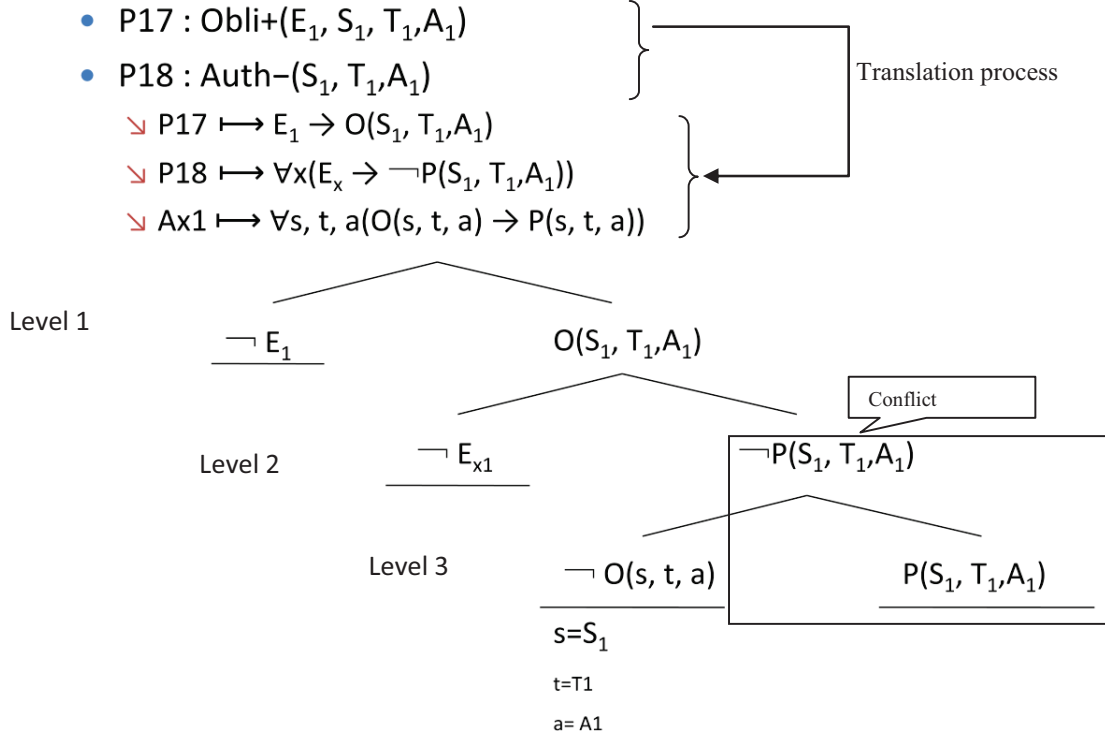 • P17 : Obli+(E₁, S₁, T₁,A₁)
• P18 : Auth−(S₁, T₁,A₁)
Translation process
↘ P17 ⟼ E₁ → O(S₁, T₁,A₁)
↘ P18 ⟼ ∀x(Eₓ → ¬P(S₁, T₁,A₁))
↘ Ax1 ⟼ ∀s, t, a(O(s, t, a) → P(s, t, a))
Level 1
¬ E₁
O(S₁, T₁,A₁)
Conflict
Level 2
¬ Eₓ₁
¬P(S₁, T₁,A₁)
Level 3
¬ O(s, t, a)
P(S₁, T₁,A₁)
s=S₁
t=T1
a= A1